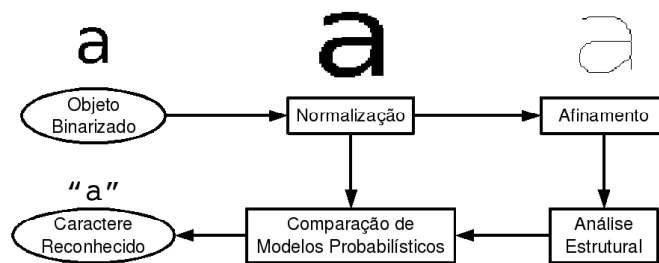 a
a
a
Objeto
Binarizado
Normalização
Afinamento
"a"
Caractere
Reconhecido
Comparação de
Modelos Probabilísticos
Análise
Estrutural